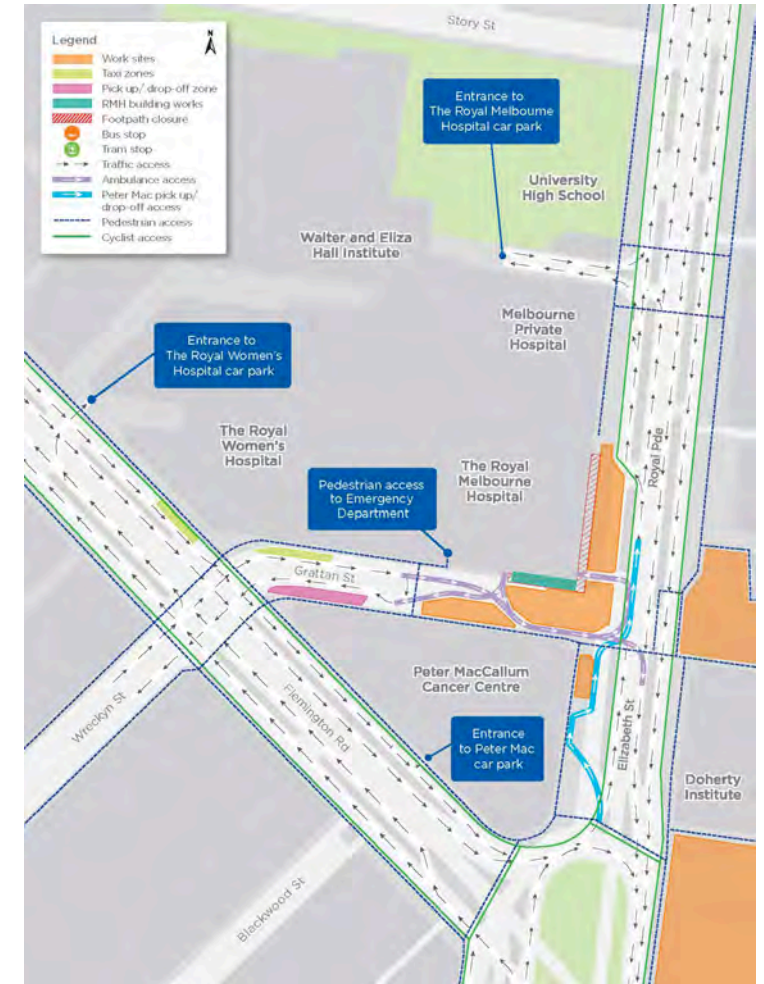 Story St
Legend
N
Work sites
Taxi zones
Pick up/ drop-off zone
RMH building works
Footpath closure
Bus stop
Tram stop
Traffic access
Ambulance access
Peter Mac pick up/
drop-off access
Pedestrian access
Cyclist access
Entrance to
The Royal Melbourne
Hospital car park
University
High School
Walter and Eliza
Hall Institute
Melbourne
Private
Hospital
Entrance to
The Royal Women's
Hospital car park
The Royal
Women's
Hospital
Royal Pde
The Royal
Melbourne
Hospital
Pedestrian access
to Emergency
Department
Grattan St
Peter MacCallum
Cancer Centre
Wreckyn St
Flemington Rd
Elizabeth St
Entrance
to Peter Mac
car park
Doherty
Institute
Blackwood St